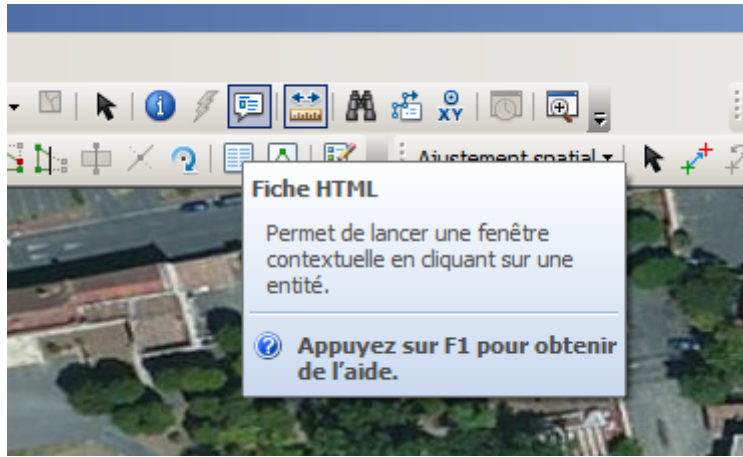 XY
Ajustement spatial
Fiche HTML
Permet de lancer une fenêtre
contextuelle en cliquant sur une
entité.
Appuyez sur F1 pour obtenir
de l'aide.